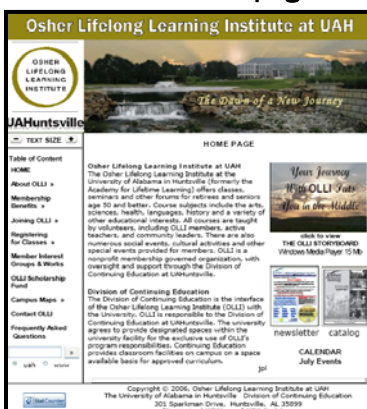 Osher Lifelong Learning Institute at UAH
OSHER
LIFELONG
LEARNING
INSTITUTE
UAHuntsville
The Dawn of a New Journey
TEXT SIZE
Table of Content
HOME
About OLLI »
Membership
Benefits »
Joining OLLI »
Registering
for Classes »
Member Interest
Groups & Works
OLLI Scholarship
Fund
Campus Maps »
Contact OLLI
Frequently Asked
Questions
»
uah
www
HOME PAGE
Osher Lifelong Learning Institute at UAH
The Osher Lifelong Learning Institute at the
University of Alabama in Huntsville (formerly the
Academy for Lifetime Learning) offers classes,
seminars and other forums for retirees and seniors
age 50 and better. Course subjects include the arts,
sciences, health, languages, history and a variety of
other educational interests. All courses are taught
by volunteers, including OLLI members, active
teachers, and community leaders. There are also
numerous social events, cultural activities and other
special events provided for members. OLLI is a
nonprofit membership governed organization, with
oversight and support through the Division of
Continuing Education at UAHuntsville.
Division of Continuing Education
The Division of Continuing Education is the interface
of the Osher Lifelong Learning Institute (OLLI) with
the University. OLLI is responsible to the Division of
Continuing Education at UAHuntsville. The university
agrees to provide designated spaces within the
university facility for the exclusive use of OLLI's
program responsibilities. Continuing Education
provides classroom facilities on campus on a space
available basis for approved curriculum.
jpl
Your Journey
With OLLI Puts
You in the Middle
click to view
THE OLLI STORYBOARD
Windows Media Player 15 Mb
newsletter catalog
CALENDAR
July Events
Copyright © 2006, Osher Lifelong Learning Institute at UAH
The University of Alabama in Huntsville Division of Continuing Education
301 Sparkman Drive, Huntsville, AL 35899